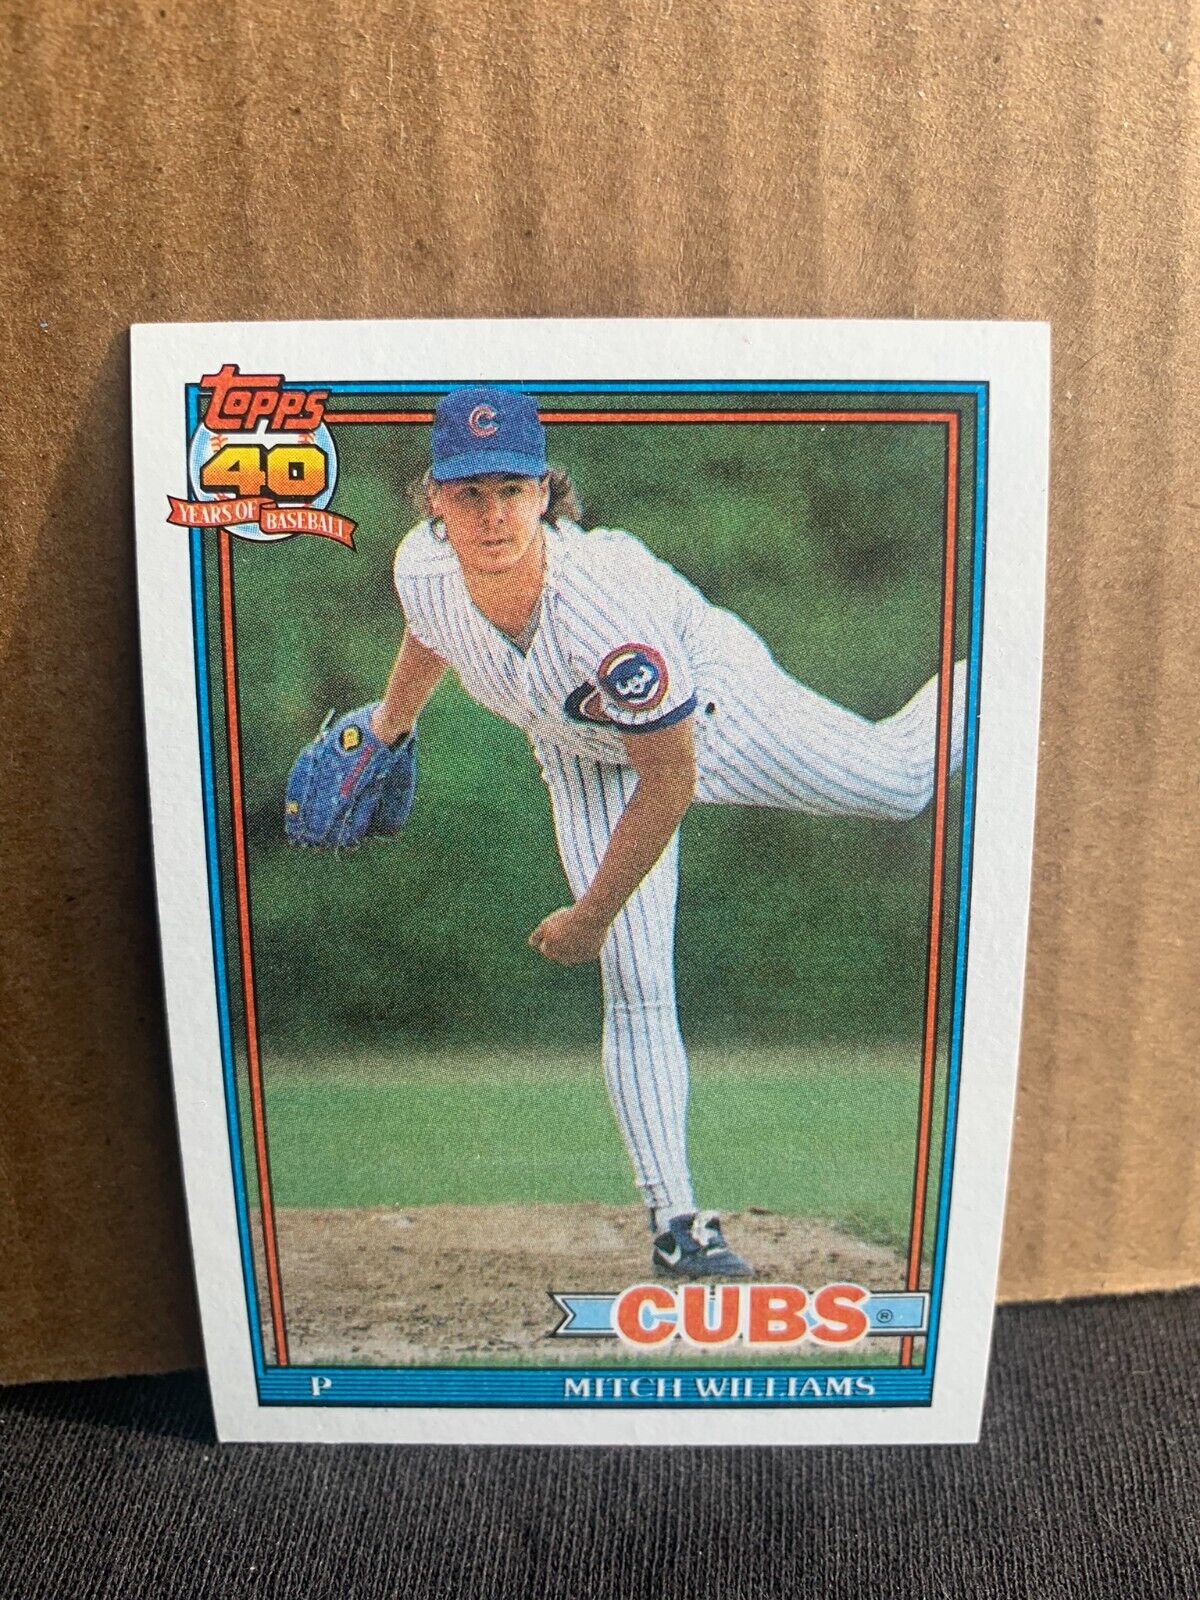 topps
40
YEARS OF BASEBALL
C
CUBS®
P MITCH WILLIAMS